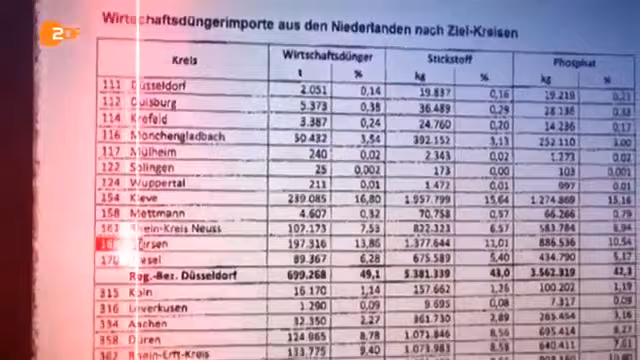 ZDF
Wirtschaftsdüngerimporte aus den Niederlanden nach Ziel-Kreisen
Kreis Wirtschaftsdünger Stickstoff Phosphat
t % kg % kg %
111 Düsseldorf 2.051 0,14 19.837 0,16 19.219
112 Duisburg 5.373 0,38 36.489 0,29
114 Krefeld 3.387 0,24 24.760 0,20 14.236 0,17
116 Mönchengladbach 50.432 3,54 392.152 3,13 252.110 3,00
117 Mülheim 240 0,02 2.343 0,02 1.273 0,02
122 Solingen 25 0,002 173 0,00 103 0,001
124 Wuppertal 211 0,01 1.472 0,01 997 0,01
154 Kleve 239.085 16,80 1.957.799 15,64 1.274.869 15,16
158 Mettmann 4.607 0,32 70.758 0,57 66.266 0,79
Rhein-Kreis Neuss 107.173 7,53 822.323 6,57 583.784 6,94
Viersen 197.316 13,86 1.377.644 11,01 886.536 10,54
170 Wesel 89.367 6,28 675.589 5,40 434.790 5,17
Reg.-Bez. Düsseldorf 699.268 49,1 5.381.339 43,0 3.562.319 42,3
315 Köln 16.170 1,14 157.662 1,26 100.202 1,19
316 Leverkusen 1.290 0,09 9.695 0,08 7.317 0,09
334 Aachen 32.350 2,27 361.730 2,89 265.454 3,16
358 Düren 124.965 8,78 1.071.846 8,56 695.414
362 Rhein-Erft-Kreis 133.775 9,40 1.073.983 8,58 640.411